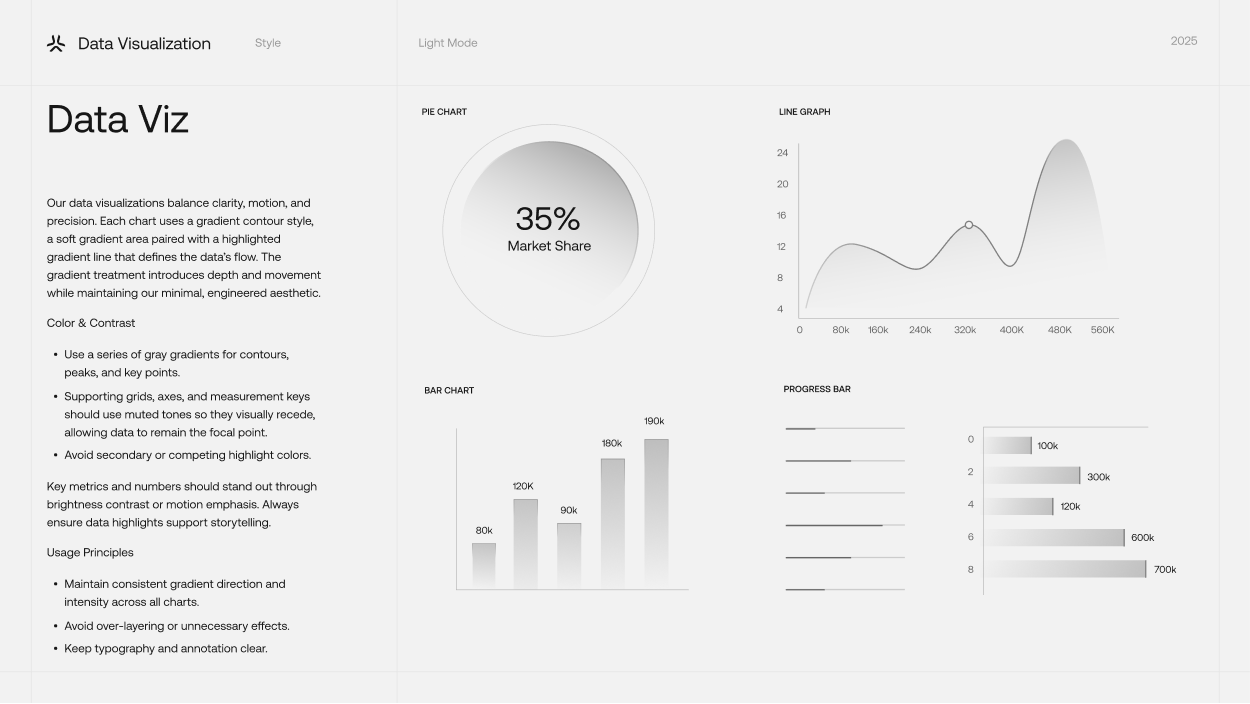 Data Visualization
Style
Light Mode
2025
Data Viz
Our data visualizations balance clarity, motion, and
precision. Each chart uses a gradient contour style,
a soft gradient area paired with a highlighted
gradient line that defines the data’s flow. The
gradient treatment introduces depth and movement
while maintaining our minimal, engineered aesthetic.
Color & Contrast
• Use a series of gray gradients for contours,
peaks, and key points.
• Supporting grids, axes, and measurement keys
should use muted tones so they visually recede,
allowing data to remain the focal point.
• Avoid secondary or competing highlight colors.
Key metrics and numbers should stand out through
brightness contrast or motion emphasis. Always
ensure data highlights support storytelling.
Usage Principles
• Maintain consistent gradient direction and
intensity across all charts.
• Avoid over-layering or unnecessary effects.
• Keep typography and annotation clear.
PIE CHART
35%
Market Share
LINE GRAPH
24
20
16
12
8
4
0 80k 160k 240k 320k 400K 480K 560K
BAR CHART
80k
120K
90k
180k
190k
PROGRESS BAR
0 100k
2 300k
4 120k
6 600k
8 700k